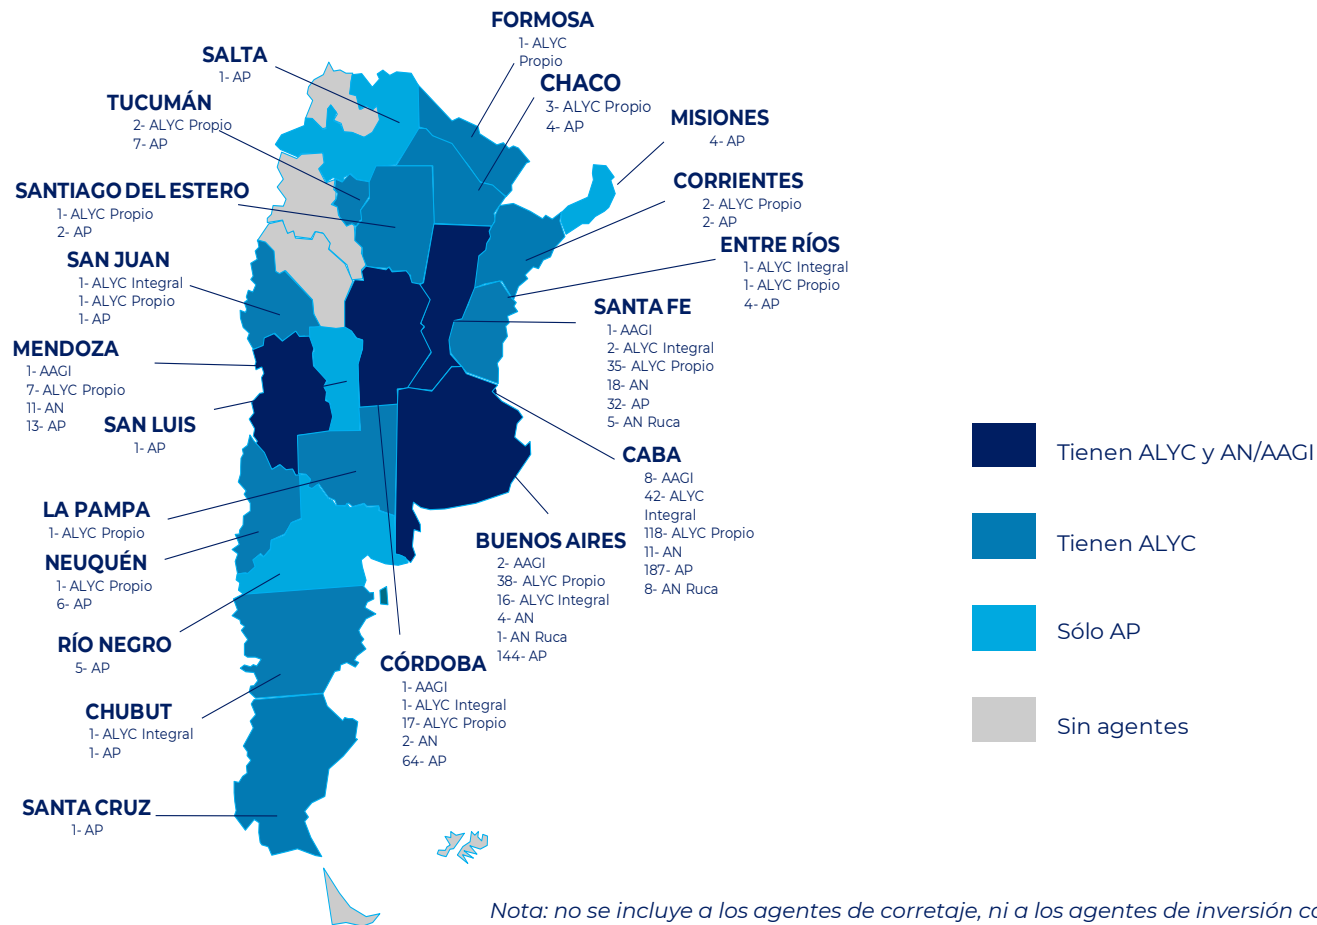 FORMOSA
1- ALYC
Propio
SALTA
1- AP
CHACO
3- ALYC Propio
4- AP
TUCUMÁN
2- ALYC Propio
7- AP
MISIONES
4- AP
SANTIAGO DEL ESTERO
1- ALYC Propio
2- AP
CORRIENTES
2- ALYC Propio
2- AP
SAN JUAN
1- ALYC Integral
1- ALYC Propio
1- AP
ENTRE RÍOS
1- ALYC Integral
1- ALYC Propio
4- AP
SANTA FE
1- AAGI
2- ALYC Integral
35- ALYC Propio
18- AN
32- AP
5- AN Ruca
MENDOZA
1- AAGI
7- ALYC Propio
11- AN
13- AP
SAN LUIS
1- AP
CABA
8- AAGI
42- ALYC
Integral
118- ALYC Propio
11- AN
187- AP
8- AN Ruca
LA PAMPA
1- ALYC Propio
BUENOS AIRES
2- AAGI
38- ALYC Propio
16- ALYC Integral
4- AN
1- AN Ruca
144- AP
NEUQUÉN
1- ALYC Propio
6- AP
RÍO NEGRO
5- AP
CÓRDOBA
1- AAGI
1- ALYC Integral
17- ALYC Propio
2- AN
64- AP
CHUBUT
1- ALYC Integral
1- AP
SANTA CRUZ
1- AP
Tienen ALYC y AN/AAGI
Tienen ALYC
Sólo AP
Sin agentes
Nota: no se incluye a los agentes de corretaje, ni a los agentes de inversión